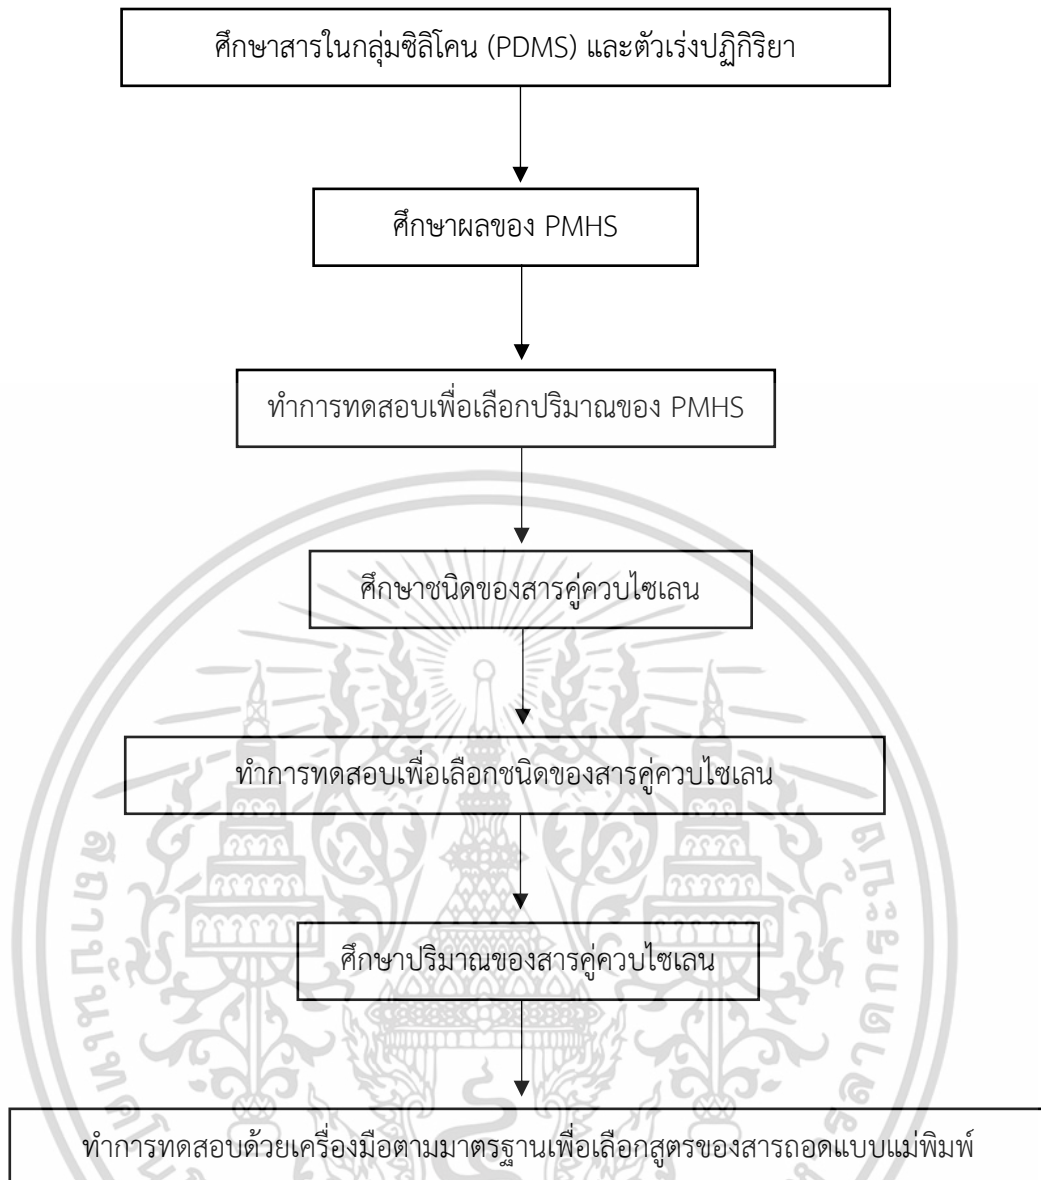 ศึกษาสารในกลุ่มซิลิโคน (PDMS) และตัวเร่งปฏิกิริยา
ศึกษาผลของ PMHS
ทำการทดสอบเพื่อเลือกปริมาณของ PMHS
ศึกษาชนิดของสารคู่ควบไซเลน
ทำการทดสอบเพื่อเลือกชนิดของสารคู่ควบไซเลน
ศึกษาปริมาณของสารคู่ควบไซเลน
ทำการทดสอบด้วยเครื่องมือตามมาตรฐานเพื่อเลือกสูตรของสารถอดแบบแม่พิมพ์